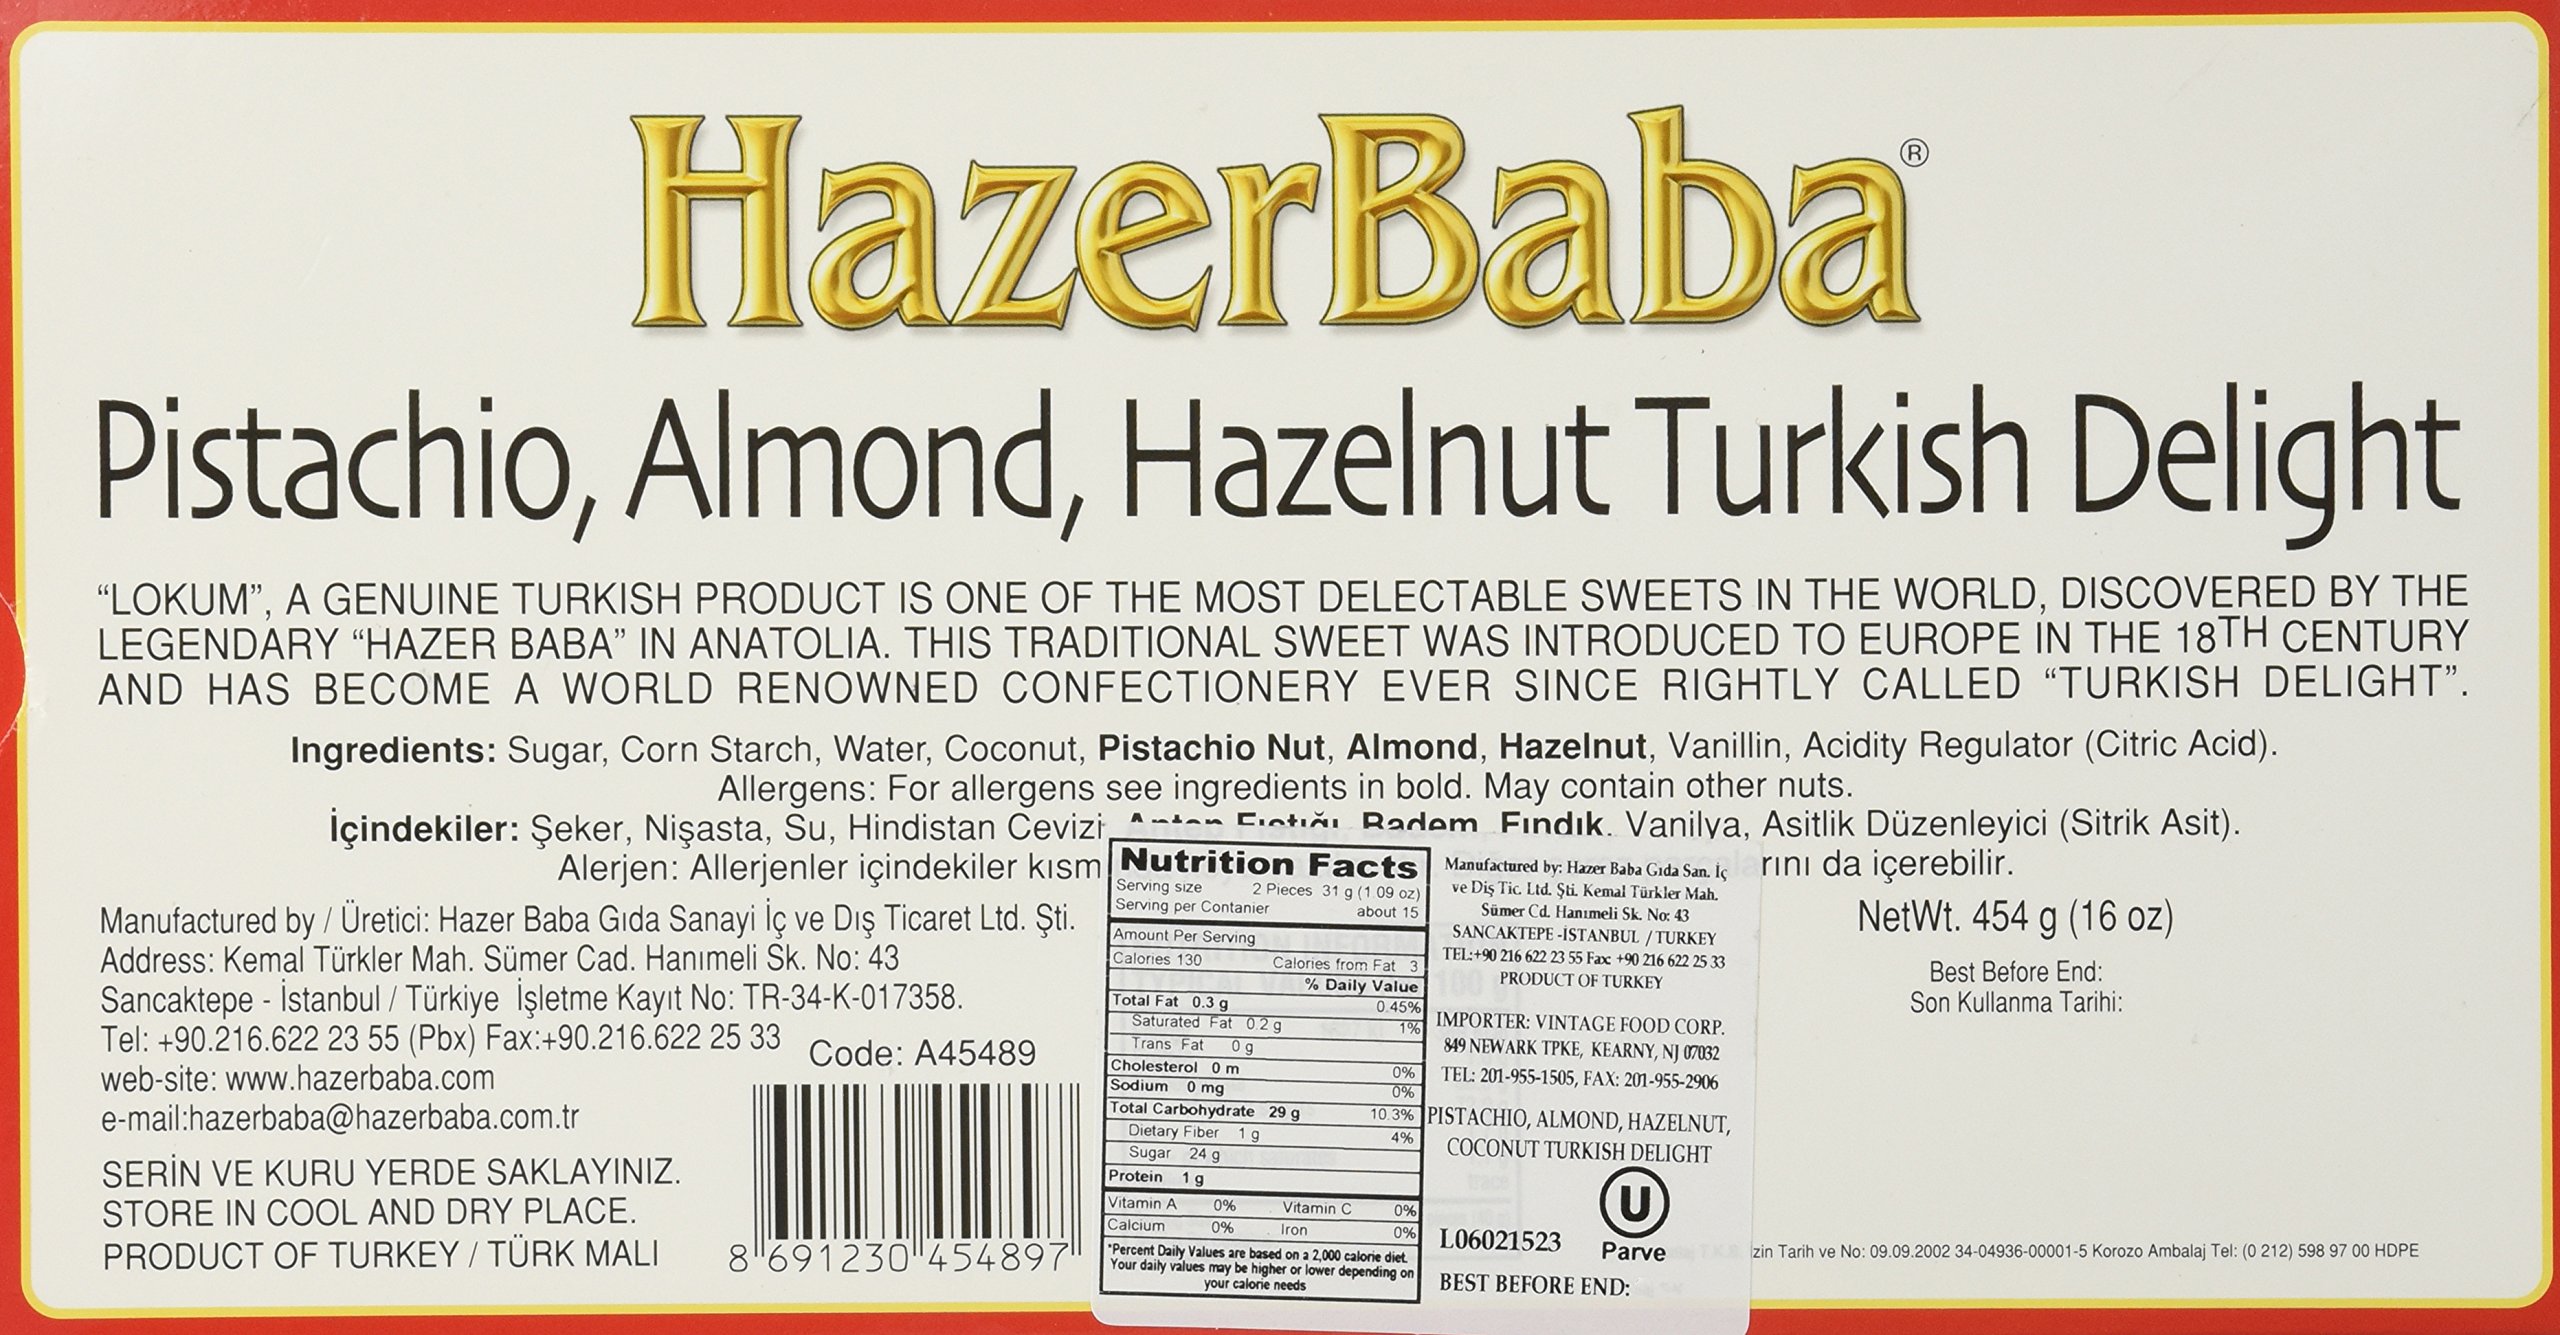 HazerBaba®
Pistachio, Almond, Hazelnut Turkish Delight
“LOKUM”, A GENUINE TURKISH PRODUCT IS ONE OF THE MOST DELECTABLE SWEETS IN THE WORLD, DISCOVERED BY THE
LEGENDARY “HAZER BABA” IN ANATOLIA. THIS TRADITIONAL SWEET WAS INTRODUCED TO EUROPE IN THE 18TH CENTURY
AND HAS BECOME A WORLD RENOWNED CONFECTIONERY EVER SINCE RIGHTLY CALLED “TURKISH DELIGHT”.
Ingredients: Sugar, Corn Starch, Water, Coconut, Pistachio Nut, Almond, Hazelnut, Vanillin, Acidity Regulator (Citric Acid).
Allergens: For allergens see ingredients in bold. May contain other nuts.
İçindekiler: Şeker, Nişasta, Su, Hindistan Cevizi Antep Fıstığı, Badem, Fındık. Vanilya, Asitlik Düzenleyici (Sitrik Asit).
Alerjen: Allerjenler içindekiler kısm rını da içerebilir.
Manufactured by / Üretici: Hazer Baba Gıda Sanayi İç ve Dış Ticaret Ltd. Şti.
Address: Kemal Türkler Mah. Sümer Cad. Hanımeli Sk. No: 43
Sancaktepe - İstanbul / Türkiye İşletme Kayıt No: TR-34-K-017358.
Tel: +90.216.622 23 55 (Pbx) Fax:+90.216.622 25 33
web-site: www.hazerbaba.com
e-mail:hazerbaba@hazerbaba.com.tr
SERİN VE KURU YERDE SAKLAYINIZ.
STORE IN COOL AND DRY PLACE.
PRODUCT OF TURKEY / TÜRK MALI
Code: A45489
8 691230 454897
Nutrition Facts
Serving size 2 Pieces 31 g (1 09 oz)
Serving per Contanier about 15
Amount Per Serving
Calories 130 Calories from Fat 3
% Daily Value
Total Fat 0.3 g 0.45%
Saturated Fat 0.2 g 1%
Trans Fat 0 g
Cholesterol 0 m 0%
Sodium 0 mg 0%
Total Carbohydrate 29 g 10.3%
Dietary Fiber 1 g 4%
Sugar 24 g
Protein 1 g
Vitamin A 0% Vitamin C 0%
Calcium 0% Iron 0%
*Percent Daily Values are based on a 2,000 calorie diet.
Your daily values may be higher or lower depending on
your calorie needs
Manufactured by: Hazer Baba Gıda San. İç
ve Diş Tic. Ltd. Şti. Kemal Türkler Mah.
Sümer Cd. Hanımeli Sk. No: 43
SANCAKTEPE -İSTANBUL / TURKEY
TEL:+90 216 622 23 55 Fax: +90 216 622 25 33
PRODUCT OF TURKEY
IMPORTER: VINTAGE FOOD CORP.
849 NEWARK TPKE, KEARNY, NJ 07032
TEL: 201-955-1505, FAX: 201-955-2906
PISTACHIO, ALMOND, HAZELNUT,
COCONUT TURKISH DELIGHT
U
Parve
L06021523
BEST BEFORE END:
NetWt. 454 g (16 oz)
Best Before End:
Son Kullanma Tarihi:
zin Tarih ve No: 09.09.2002 34-04936-00001-5 Korozo Ambalaj Tel: (0 212) 598 97 00 HDPE